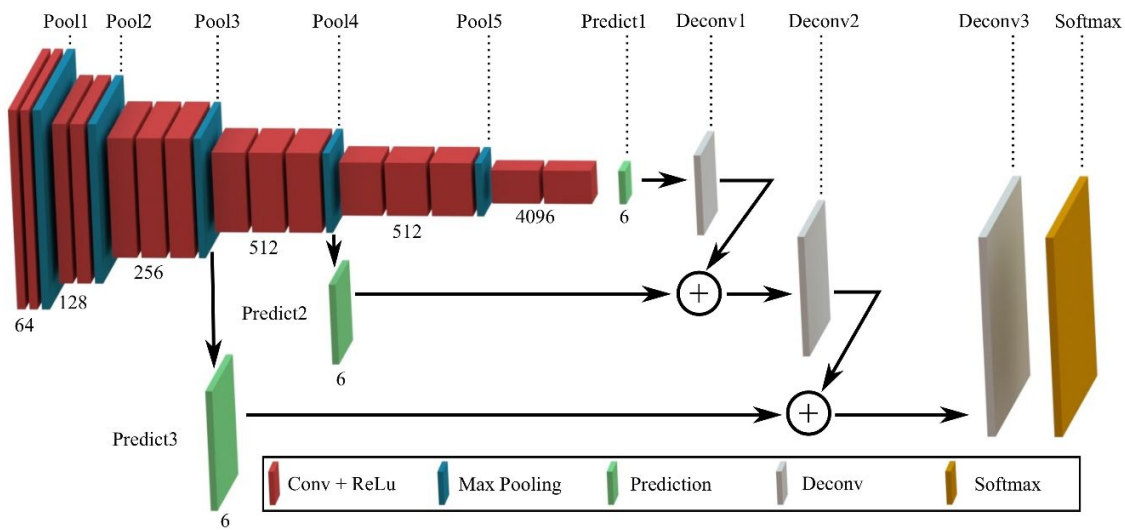 Pool1 Pool2 Pool3 Pool4 Pool5 Predict1 Deconv1 Deconv2 Deconv3 Softmax
4096 6
512 512
256
128
64
Predict2
6
Predict3
6
Conv + ReLu Max Pooling Prediction Deconv Softmax